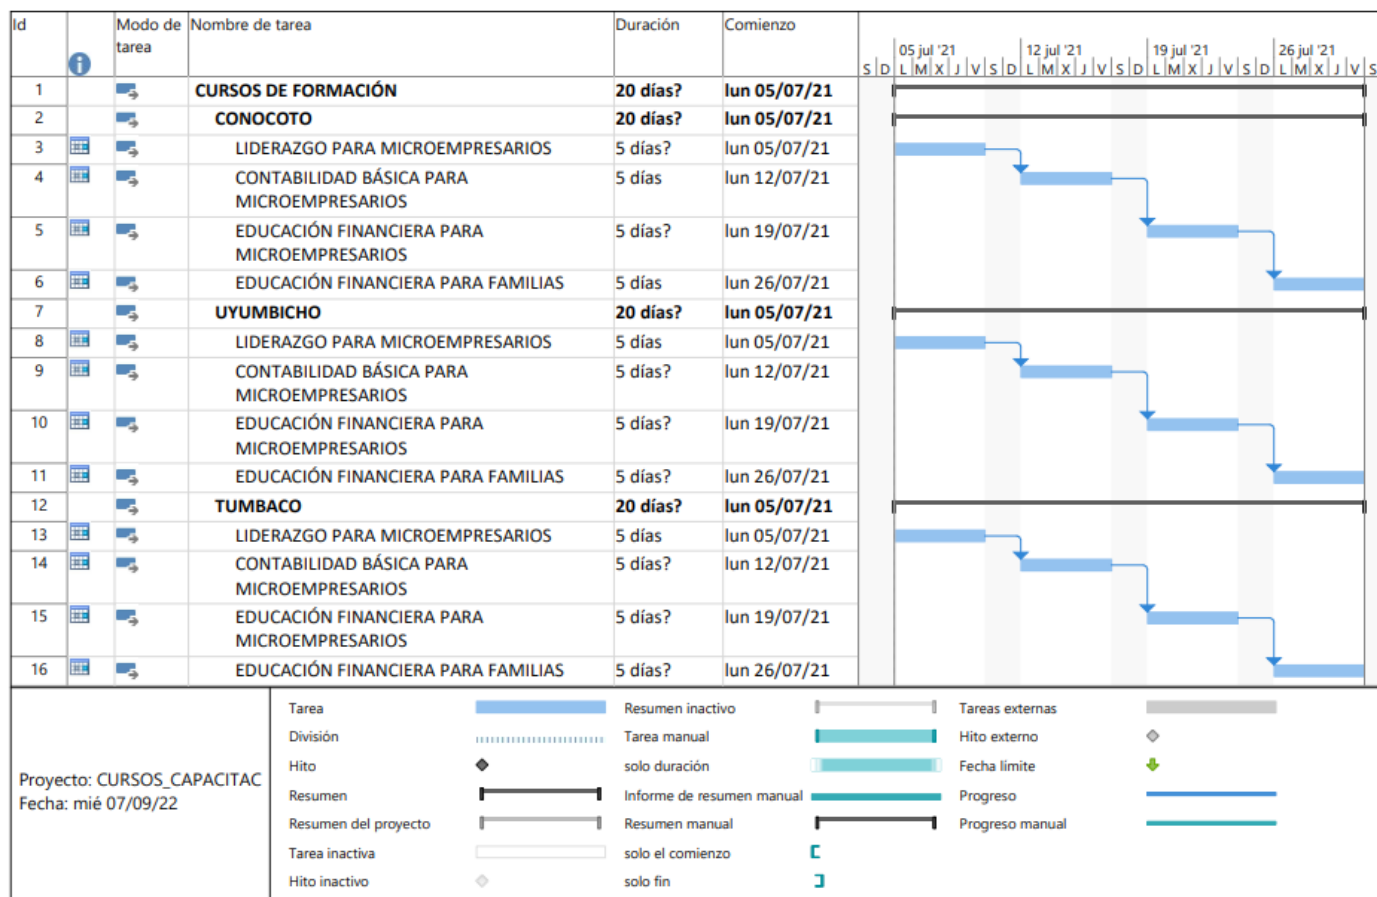 Id Modo de tarea Nombre de tarea Duración Comienzo
05 jul '21 12 jul '21 19 jul '21 26 jul '21
S D L M X J V S D L M X J V S D L M X J V S D L M X J V S
1 CURSOS DE FORMACIÓN 20 días? lun 05/07/21
2 CONOCOTO 20 días? lun 05/07/21
3 LIDERAZGO PARA MICROEMPRESARIOS 5 días? lun 05/07/21
4 CONTABILIDAD BÁSICA PARA 5 días lun 12/07/21
MICROEMPRESARIOS
5 EDUCACIÓN FINANCIERA PARA 5 días? lun 19/07/21
MICROEMPRESARIOS
6 EDUCACIÓN FINANCIERA PARA FAMILIAS 5 días lun 26/07/21
7 UYUMBICHO 20 días? lun 05/07/21
8 LIDERAZGO PARA MICROEMPRESARIOS 5 días lun 05/07/21
9 CONTABILIDAD BÁSICA PARA 5 días? lun 12/07/21
MICROEMPRESARIOS
10 EDUCACIÓN FINANCIERA PARA 5 días? lun 19/07/21
MICROEMPRESARIOS
11 EDUCACIÓN FINANCIERA PARA FAMILIAS 5 días? lun 26/07/21
12 TUMBACO 20 días? lun 05/07/21
13 LIDERAZGO PARA MICROEMPRESARIOS 5 días lun 05/07/21
14 CONTABILIDAD BÁSICA PARA 5 días? lun 12/07/21
MICROEMPRESARIOS
15 EDUCACIÓN FINANCIERA PARA 5 días? lun 19/07/21
MICROEMPRESARIOS
16 EDUCACIÓN FINANCIERA PARA FAMILIAS 5 días? lun 26/07/21
Proyecto: CURSOS_CAPACITAC
Fecha: mié 07/09/22
Tarea Resumen inactivo Tareas externas
División Tarea manual Hito externo
Hito solo duración Fecha límite
Resumen Informe de resumen manual Progreso
Resumen del proyecto Resumen manual Progreso manual
Tarea inactiva solo el comienzo
Hito inactivo solo fin